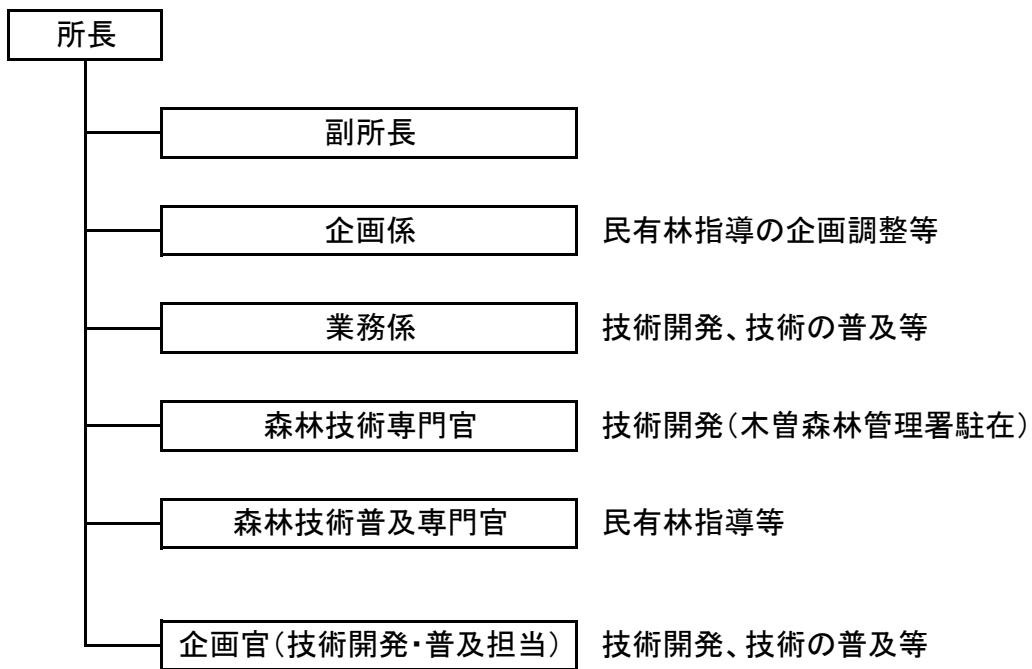 所長
副所長
企画係 民有林指導の企画調整等
業務係 技術開発、技術の普及等
森林技術専門官 技術開発(木曽森林管理署駐在)
森林技術普及専門官 民有林指導等
企画官(技術開発・普及担当) 技術開発、技術の普及等